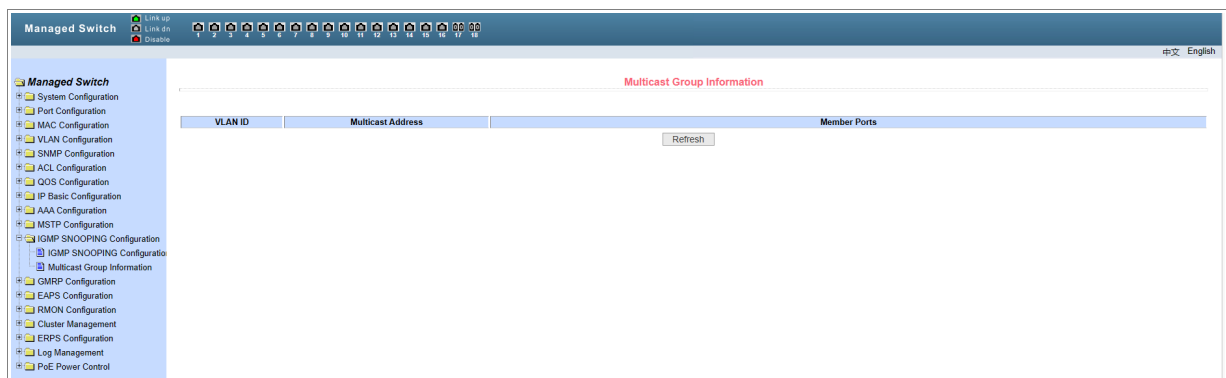 Managed Switch
Link up
Link dn
Disable
1 2 3 4 5 6 7 8 9 10 11 12 13 14 15 16 17 18
中文 English
Managed Switch
System Configuration
Port Configuration
MAC Configuration
VLAN Configuration
SNMP Configuration
ACL Configuration
QOS Configuration
IP Basic Configuration
AAA Configuration
MSTP Configuration
IGMP SNOOPING Configuration
IGMP SNOOPING Configuratio
Multicast Group Information
GMRP Configuration
EAPS Configuration
RMON Configuration
Cluster Management
ERPS Configuration
Log Management
PoE Power Control
Multicast Group Information
VLAN ID Multicast Address Member Ports
Refresh